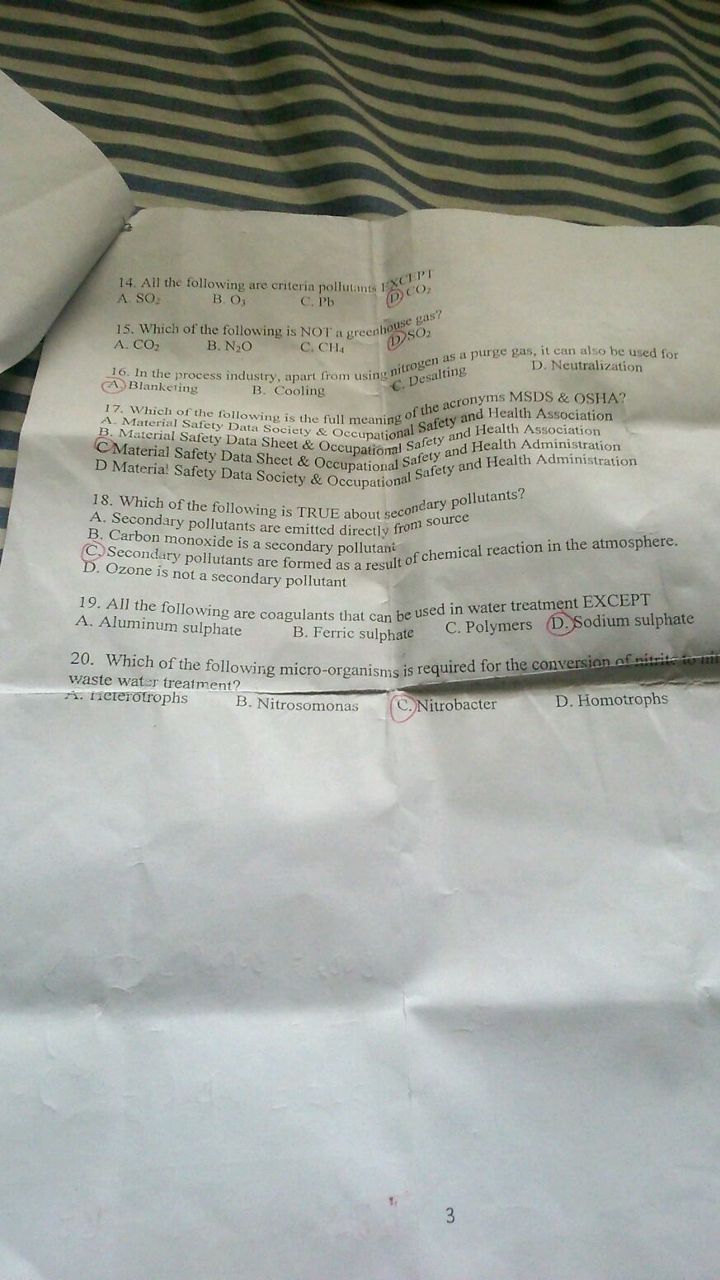 14. All the following are criteria pollutants EXCEPT
A. SO₂ B. O₃ C. Pb D. CO₂
15. Which of the following is NOT a greenhouse gas?
A. CO₂ B. N₂O C. CH₄ D. SO₂
16. In the process industry, apart from using nitrogen as a purge gas, it can also be used for
A. Blanketing B. Cooling C. Desalting D. Neutralization
17. Which of the following is the full meaning of the acronyms MSDS & OSHA?
A. Material Safety Data Society & Occupational Safety and Health Association
B. Material Safety Data Sheet & Occupational Safety and Health Association
C Material Safety Data Sheet & Occupational Safety and Health Administration
D Material Safety Data Society & Occupational Safety and Health Administration
18. Which of the following is TRUE about secondary pollutants?
A. Secondary pollutants are emitted directly from source
B. Carbon monoxide is a secondary pollutant
C. Secondary pollutants are formed as a result of chemical reaction in the atmosphere.
D. Ozone is not a secondary pollutant
19. All the following are coagulants that can be used in water treatment EXCEPT
A. Aluminum sulphate B. Ferric sulphate C. Polymers D. Sodium sulphate
20. Which of the following micro-organisms is required for the conversion of nitrite to
waste water treatment?
A. Heterotrophs B. Nitrosomonas C. Nitrobacter D. Homotrophs
3